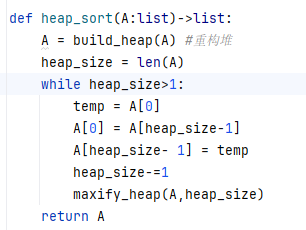 def heap_sort(A:list)->list:
    A = build_heap(A) #重构堆
    heap_size = len(A)
    while heap_size>1:
        temp = A[0]
        A[0] = A[heap_size-1]
        A[heap_size- 1] = temp
        heap_size-=1
        maxify_heap(A,heap_size)
    return A